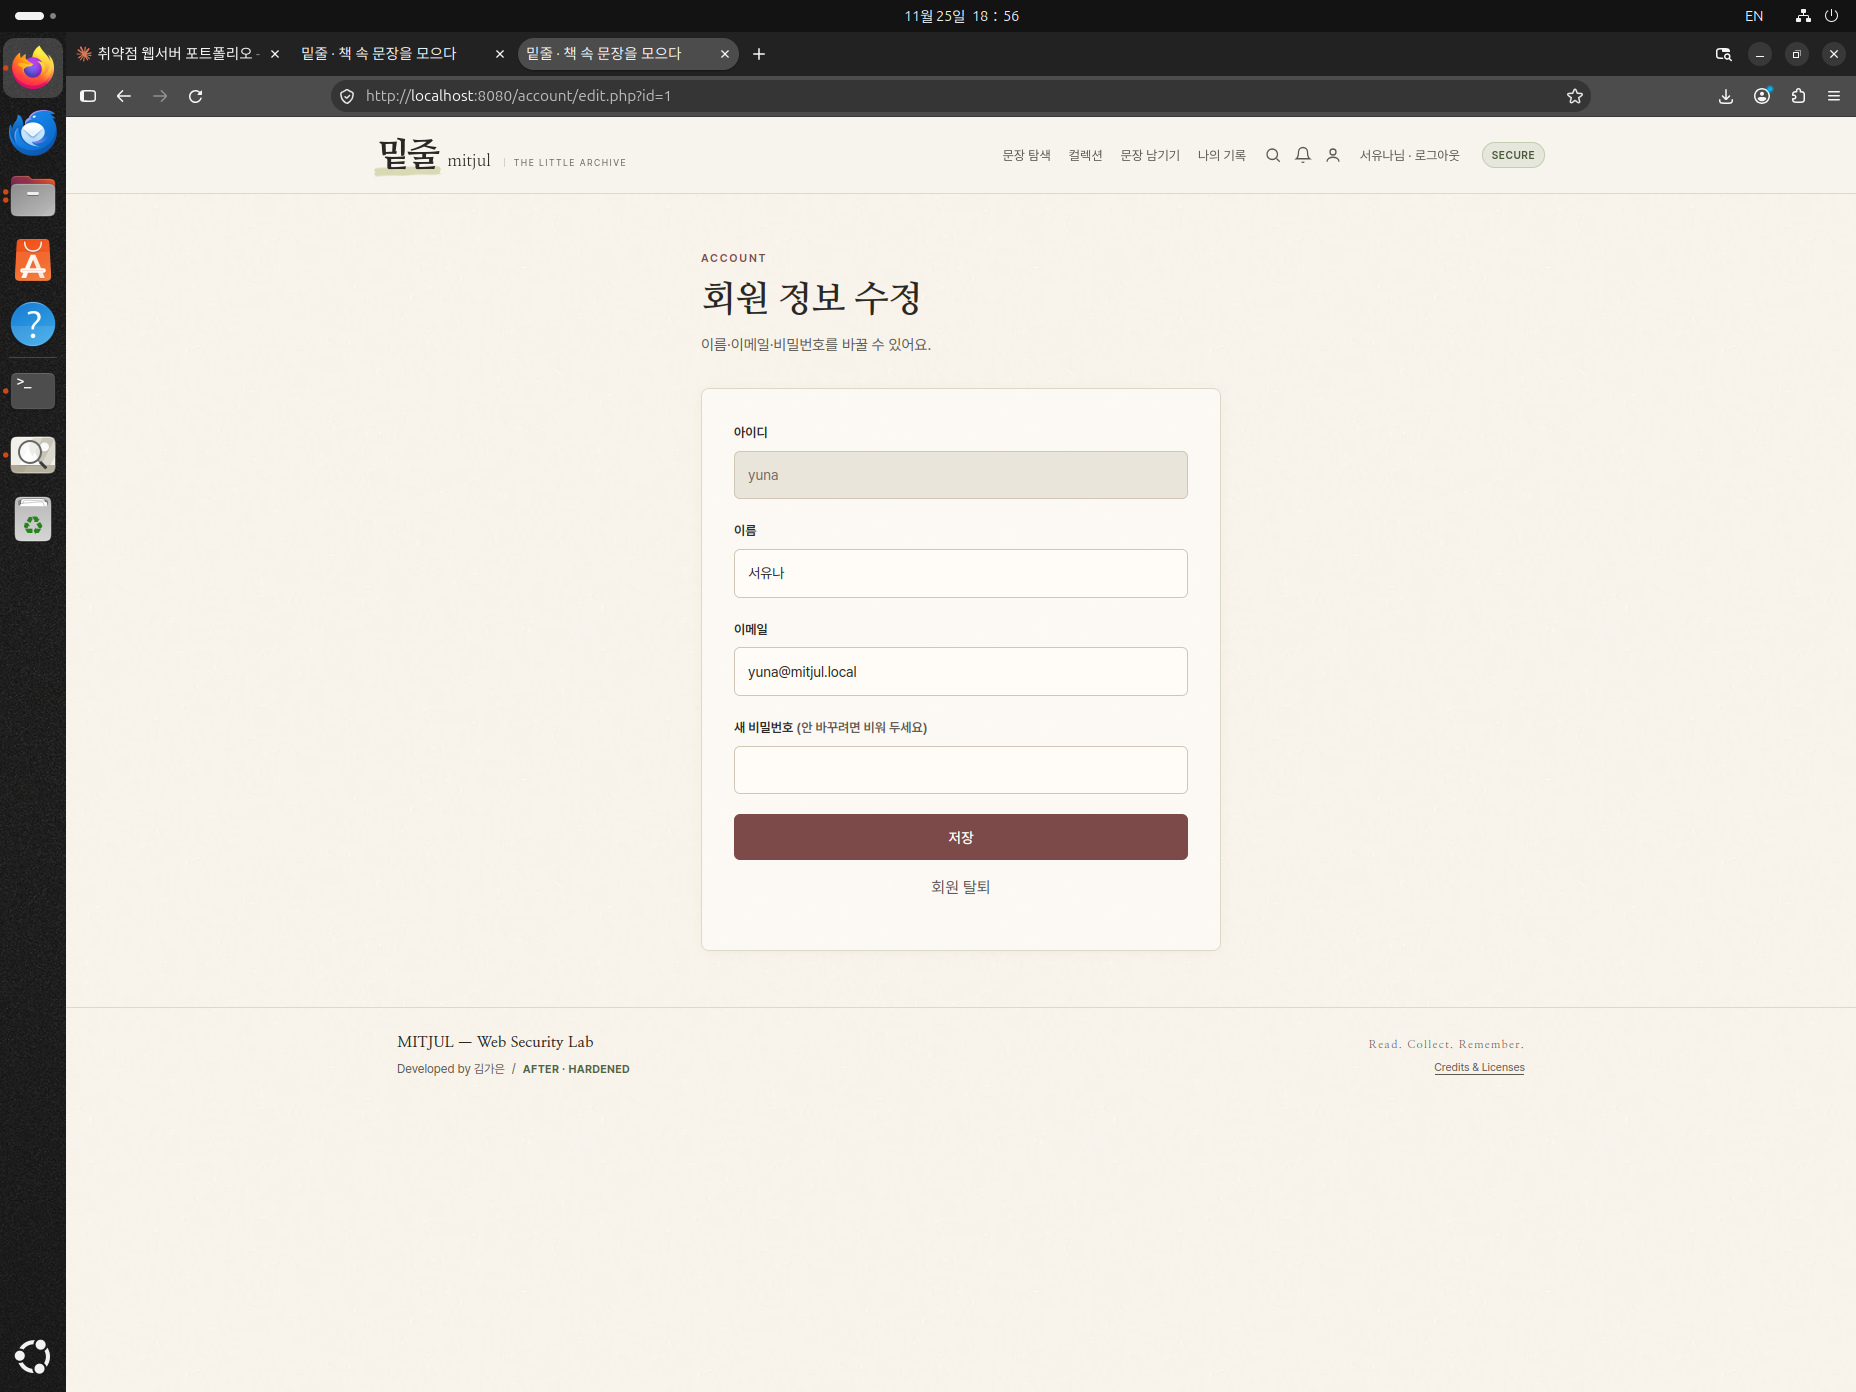 11월 25일 18 : 56
EN
취약점 웹서버 포트폴리오 -
밑줄 · 책 속 문장을 모으다
밑줄 · 책 속 문장을 모으다
http://localhost:8080/account/edit.php?id=1
밑줄 mitjul | THE LITTLE ARCHIVE
문장 탐색 컬렉션 문장 남기기 나의 기록 서유나님 · 로그아웃 SECURE
ACCOUNT
회원 정보 수정
이름·이메일·비밀번호를 바꿀 수 있어요.
아이디
yuna
이름
서유나
이메일
yuna@mitjul.local
새 비밀번호 (안 바꾸려면 비워 두세요)
저장
회원 탈퇴
MITJUL — Web Security Lab
Developed by 김가은 / AFTER · HARDENED
Read. Collect. Remember.
Credits & Licenses